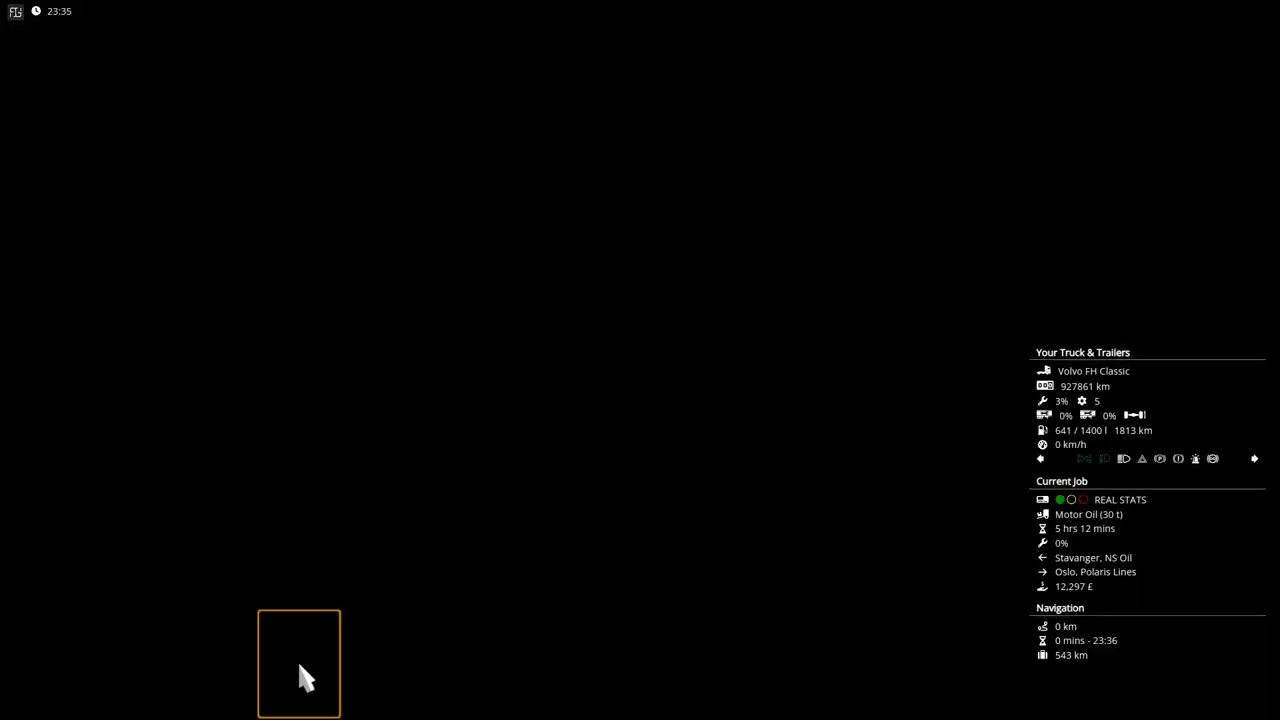 23:35
Your Truck & Trailers
Volvo FH Classic
927861 km
3% 5
0% 0%
641 / 1400 l 1813 km
0 km/h
Current Job
REAL STATS
Motor Oil (30 t)
5 hrs 12 mins
0%
Stavanger, NS Oil
Oslo, Polaris Lines
12,297 £
Navigation
0 km
0 mins - 23:36
543 km